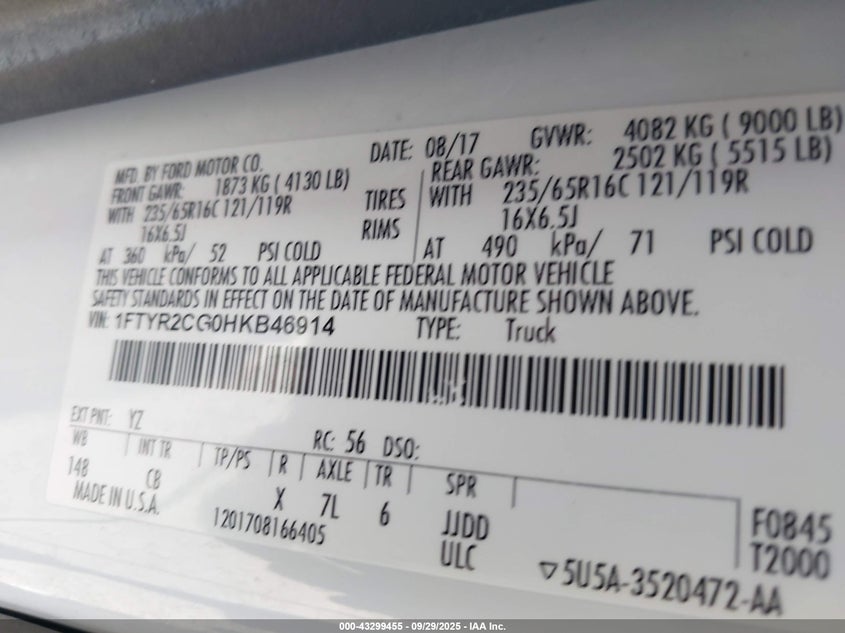 MFD. BY FORD MOTOR CO. DATE: 08/17 GVWR: 4082 KG ( 9000 LB)
FRONT GAWR: 1873 KG ( 4130 LB) REAR GAWR: 2502 KG ( 5515 LB)
WITH 235/65R16C 121/119R TIRES WITH 235/65R16C 121/119R
16X6.5J RIMS 16X6.5J
AT 360 kPa/ 52 PSI COLD AT 490 kPa/ 71 PSI COLD
THIS VEHICLE CONFORMS TO ALL APPLICABLE FEDERAL MOTOR VEHICLE
SAFETY STANDARDS IN EFFECT ON THE DATE OF MANUFACTURE SHOWN ABOVE.
VIN: 1FTYR2CG0HKB46914 TYPE: Truck
EXT PNT: YZ RC: 56 DSO:
WB INT TR TP/PS R AXLE TR SPR
148 CB X 7L 6 JJDD F0845
MADE IN U.S.A. 1201708166405 ULC T2000
▽5U5A-3520472-AA
000-43299455 - 09/29/2025 - IAA Inc.